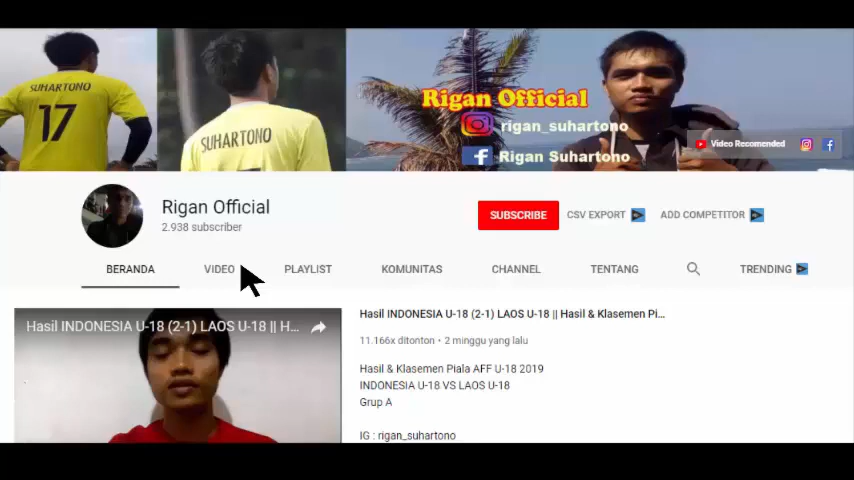 SUHARTONO
17
SUHARTONO
Rigan Official
rigan_suhartono
Rigan Suhartono
Video Recomended
Rigan Official
2.938 subscriber
SUBSCRIBE
CSV EXPORT
ADD COMPETITOR
BERANDA
VIDEO
PLAYLIST
KOMUNITAS
CHANNEL
TENTANG
TRENDING
Hasil INDONESIA U-18 (2-1) LAOS U-18 || H...
Hasil INDONESIA U-18 (2-1) LAOS U-18 || Hasil & Klasemen Pi...
11.166x ditonton • 2 minggu yang lalu
Hasil & Klasemen Piala AFF U-18 2019
INDONESIA U-18 VS LAOS U-18
Grup A
IG : rigan_suhartono